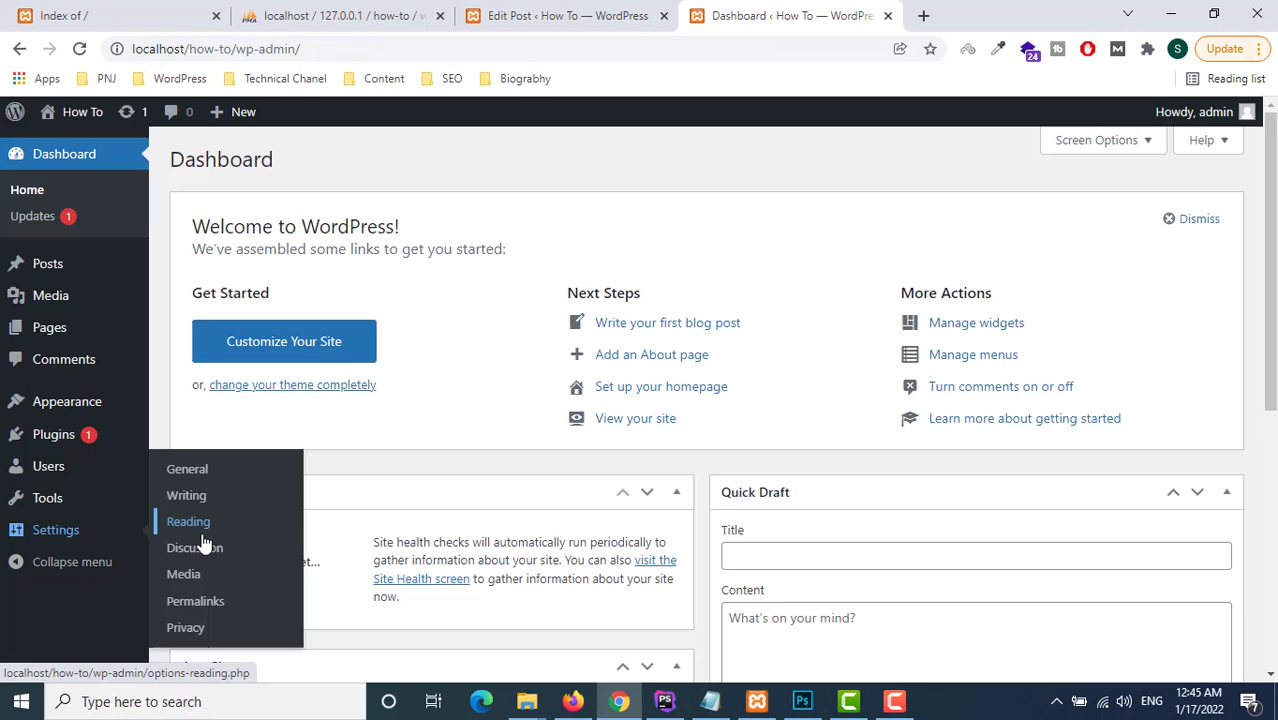 Index of /
localhost / 127.0.0.1 / how-to / w
Edit Post ‹ How To — WordPress
Dashboard ‹ How To — WordPre
localhost/how-to/wp-admin/
24
S
Update
Apps
PNJ
WordPress
Technical Chanel
Content
SEO
Biograbhy
Reading list
How To
1
0
New
Howdy, admin
Dashboard
Home
Updates 1
Posts
Media
Pages
Comments
Appearance
Plugins 1
Users
Tools
Settings
Collapse menu
General
Writing
Reading
Discussion
Media
Permalinks
Privacy
Dashboard
Screen Options
Help
Welcome to WordPress!
We've assembled some links to get you started:
Dismiss
Get Started
Customize Your Site
or, change your theme completely
Next Steps
Write your first blog post
Add an About page
Set up your homepage
View your site
More Actions
Manage widgets
Manage menus
Turn comments on or off
Learn more about getting started
et...
Site health checks will automatically run periodically to
gather information about your site. You can also visit the
Site Health screen to gather information about your site
now.
Quick Draft
Title
Content
What's on your mind?
localhost/how-to/wp-admin/options-reading.php
Type here to search
ENG
12:45 AM
1/17/2022
7